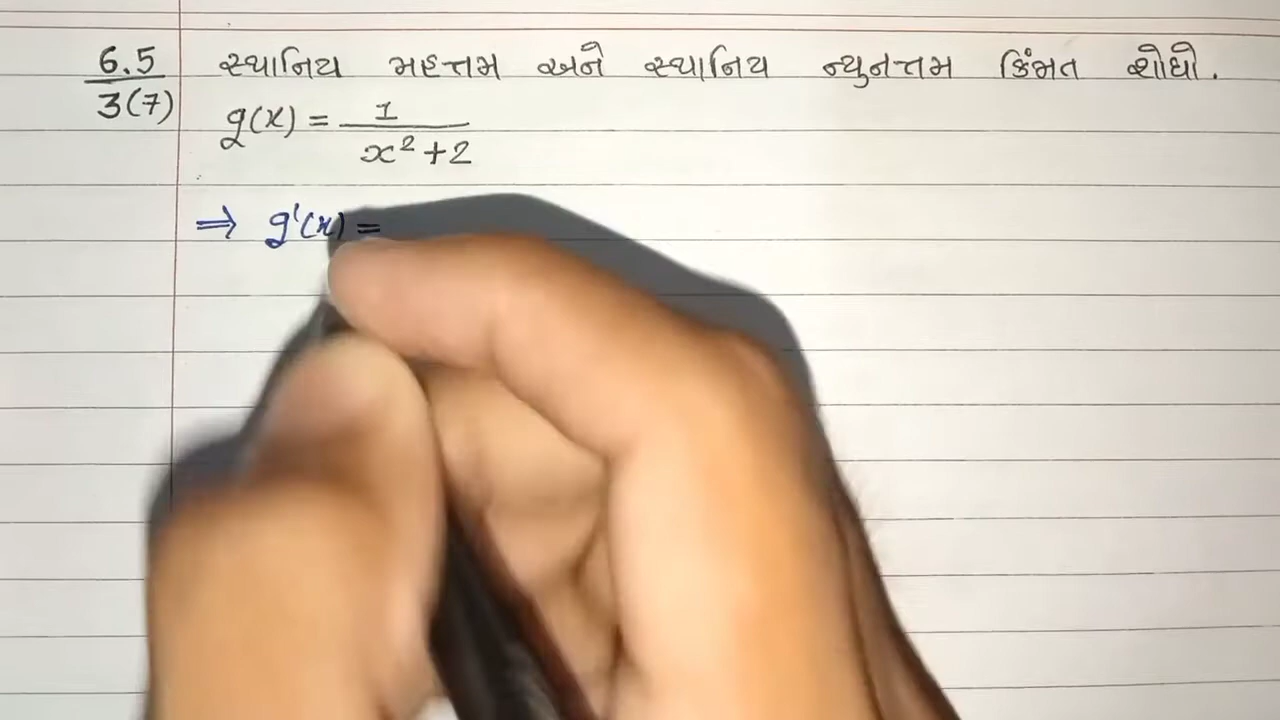 6.5
3(7)
સ્થાનિય મહત્તમ અને સ્થાનિય ન્યુનત્તમ કિંમત શોધો.
g(x) = 1
x² + 2
⇒ g'(x) =